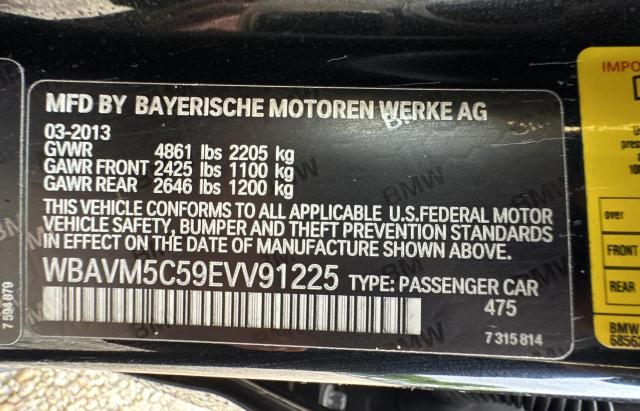 MFD BY BAYERISCHE MOTOREN WERKE AG
03-2013
GVWR 4861 lbs 2205 kg
GAWR FRONT 2425 lbs 1100 kg
GAWR REAR 2646 lbs 1200 kg
THIS VEHICLE CONFORMS TO ALL APPLICABLE U.S.FEDERAL MOTOR
VEHICLE SAFETY, BUMPER AND THEFT PREVENTION STANDARDS
IN EFFECT ON THE DATE OF MANUFACTURE SHOWN ABOVE.
WBAVM5C59EVV91225 TYPE: PASSENGER CAR
475
7 315 814
7 394 879
over
FRONT
REAR
BMW